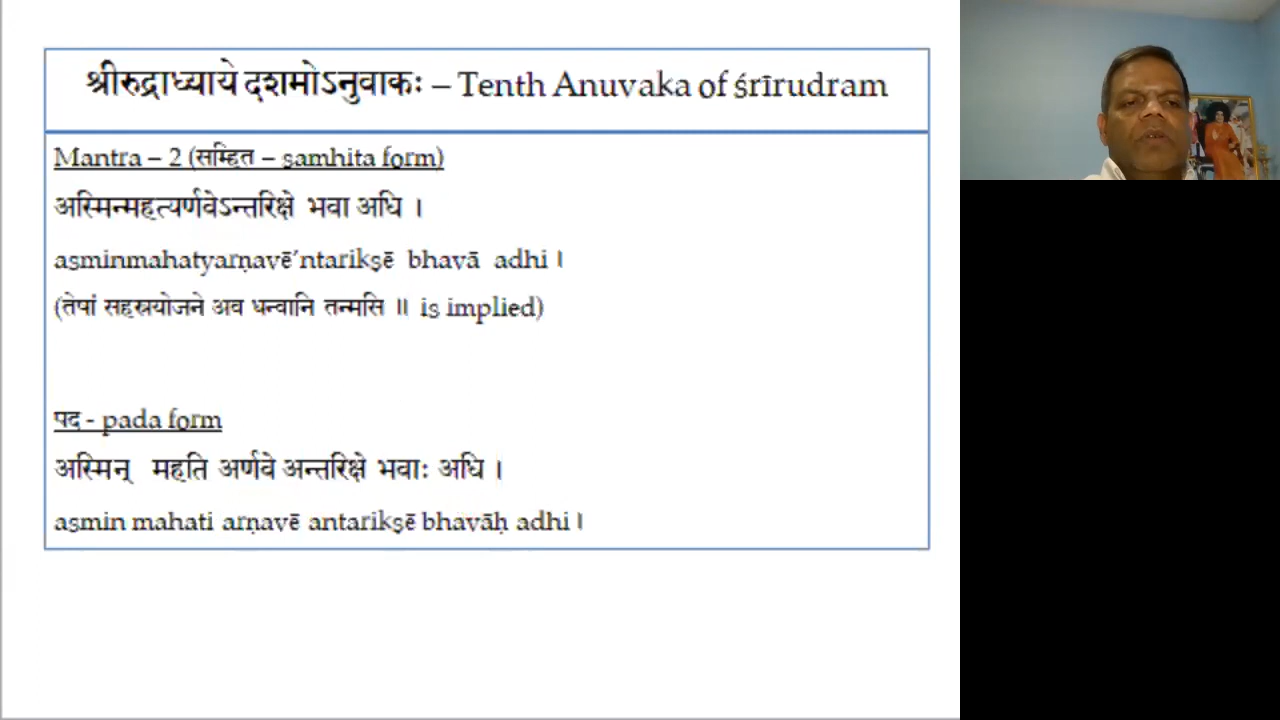 श्रीरुद्राध्याये दशमोऽनुवाकः – Tenth Anuvaka of śrīrudram
Mantra – 2 (सम्हित – samhita form)
अस्मिन्महत्यर्णवेऽन्तरिक्षे भवा अधि ।
asminmahatyarṇavē’ntarikṣē bhavā adhi ।
(तेषां सहस्रयोजने अव धन्वानि तन्मसि ॥ is implied)
पद - pada form
अस्मिन् महति अर्णवे अन्तरिक्षे भवाः अधि ।
asmin mahati arṇavē antarikṣē bhavāḥ adhi ।